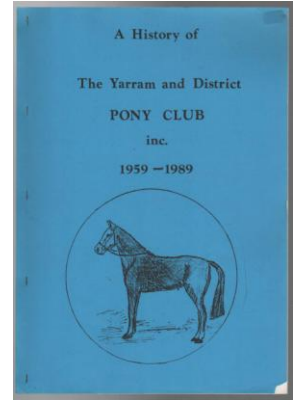 A History of
The Yarram and District
PONY CLUB
inc.
1959 — 1989